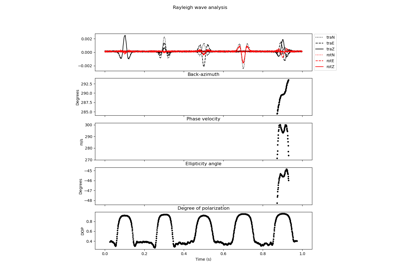 Rayleigh wave analysis
0.002
0.000
−0.002
traN
traE
traZ
rotN
rotE
rotZ
Back-azimuth
Degrees
292.5
290.0
287.5
285.0
Phase velocity
m/s
300
290
280
270
Ellipticity angle
Degrees
−45
−46
−47
−48
Degree of polarization
DOP
0.8
0.6
0.4
0.0 0.2 0.4 0.6 0.8 1.0
Time (s)